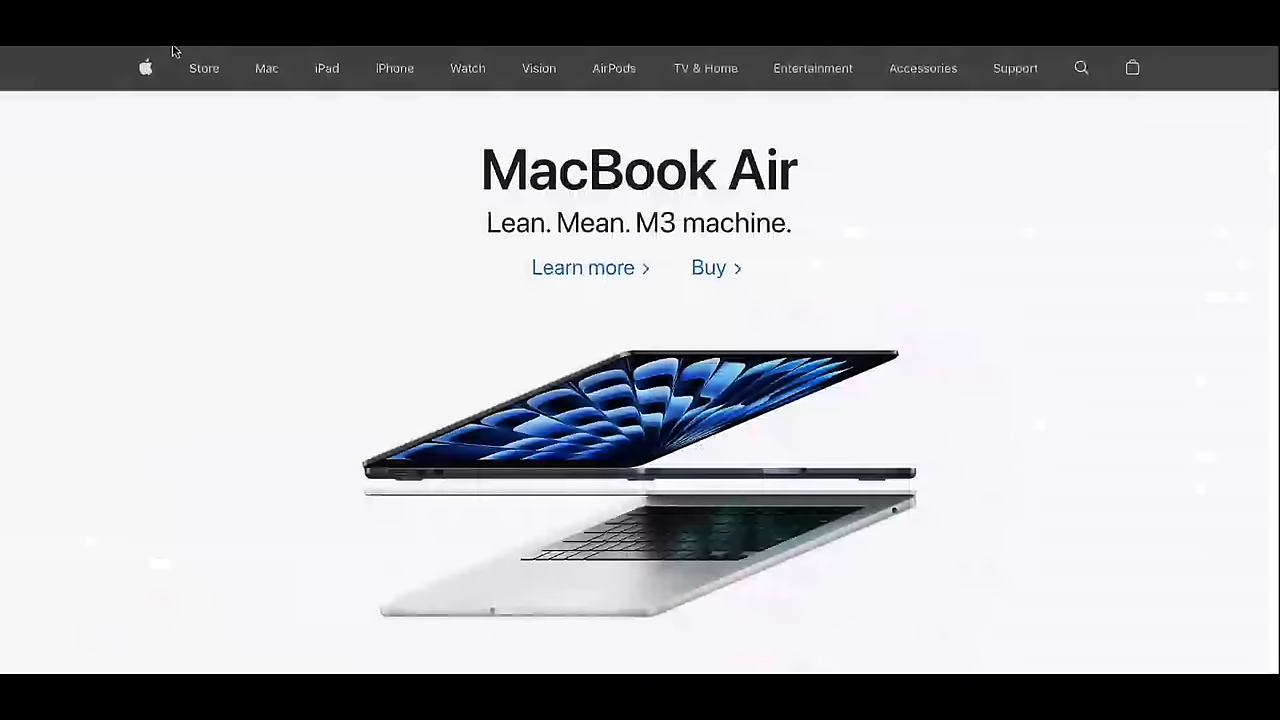 Store Mac iPad iPhone Watch Vision AirPods TV & Home Entertainment Accessories Support
MacBook Air
Lean. Mean. M3 machine.
Learn more > Buy >